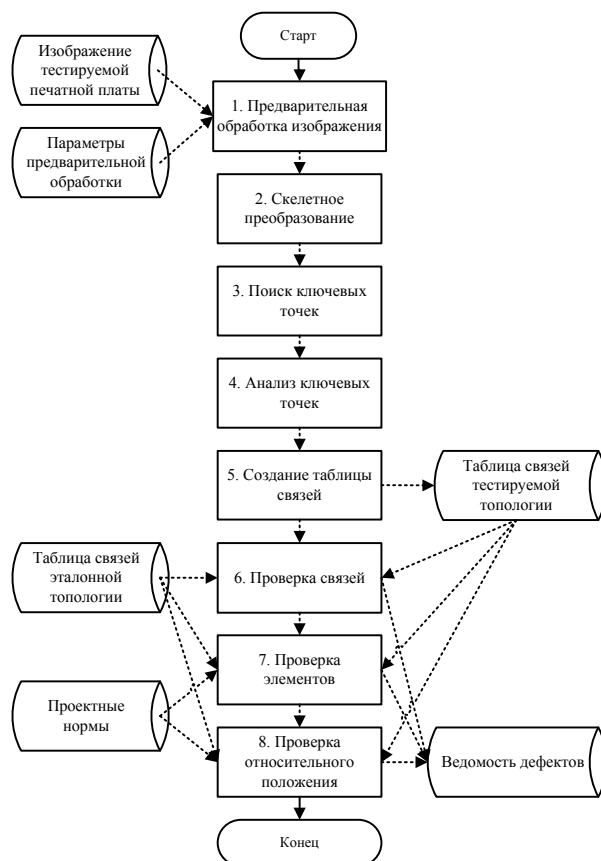 Старт
Изображение
тестируемой
печатной платы
1. Предварительная
обработка изображения
Параметры
предварительной
обработки
2. Скелетное
преобразование
3. Поиск ключевых
точек
4. Анализ ключевых
точек
5. Создание таблицы
связей
Таблица связей
тестируемой
топологии
Таблица связей
эталонной
топологии
6. Проверка связей
7. Проверка
элементов
Проектные
нормы
8. Проверка
относительного
положения
Ведомость дефектов
Конец